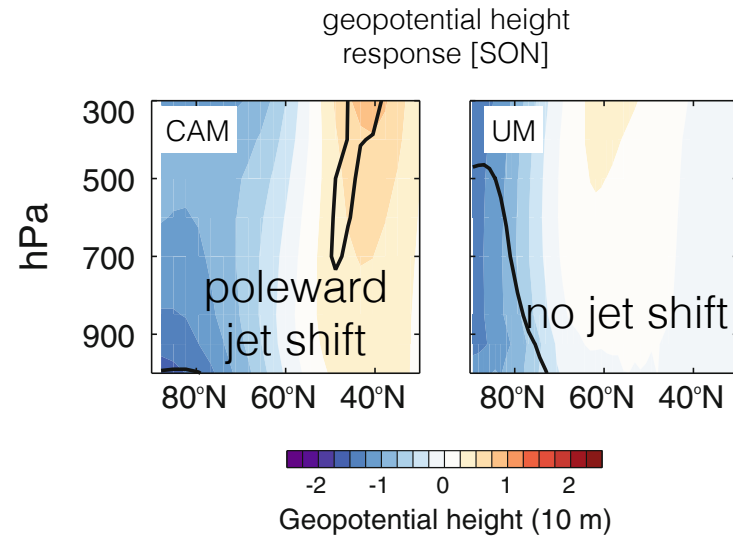 geopotential height
response [SON]
CAM
UM
300
500
700
900
hPa
poleward
jet shift
no jet shift
80°N 60°N 40°N
80°N 60°N 40°N
-2 -1 0 1 2
Geopotential height (10 m)